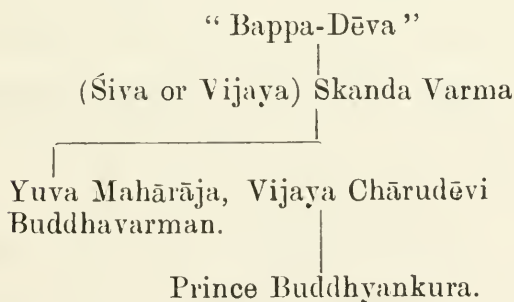 “ Bappa-Dēva ”
(Śiva or Vijaya) Skanda Varma
Yuva Mahārāja, Vijaya Chārudēvi
Buddhavarman.
Prince Buddhyankura.